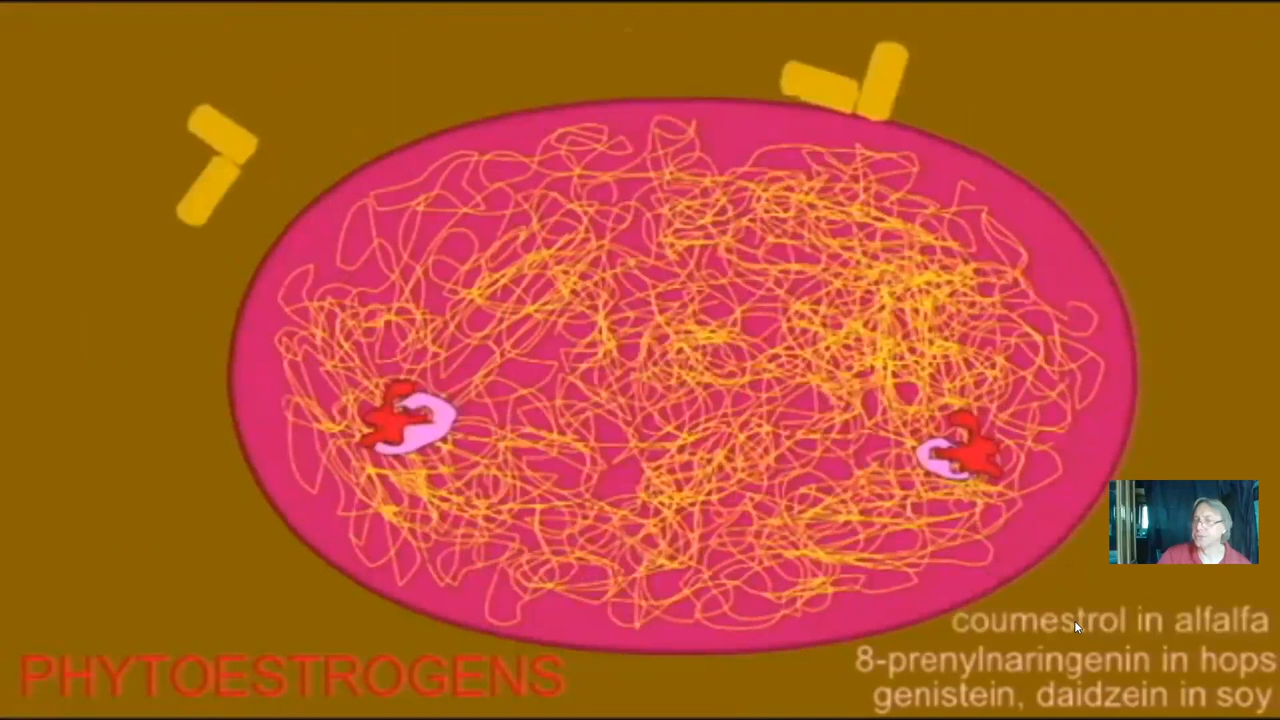 PHYTOESTROGENS
coumestrol in alfalfa
8-prenylnaringenin in hops
genistein, daidzein in soy